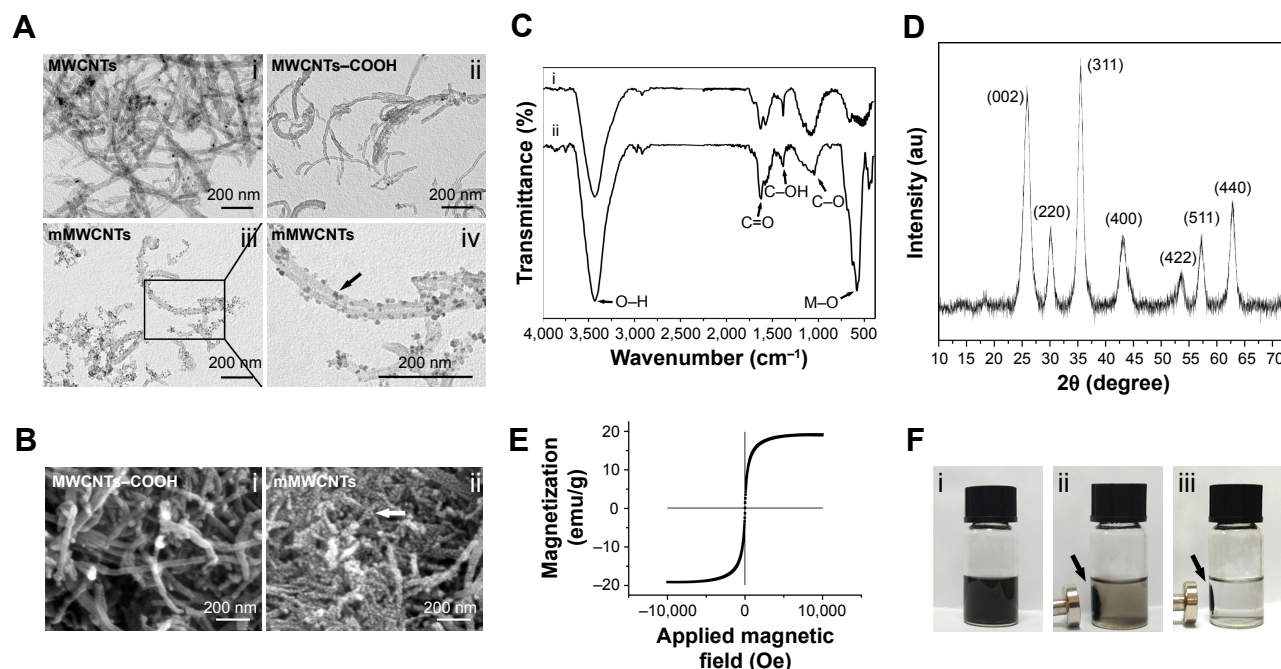 A
MWCNTs
i
200 nm
MWCNTs–COOH
ii
200 nm
mMWCNTs
iii
200 nm
mMWCNTs
iv
200 nm
B
MWCNTs–COOH
i
200 nm
mMWCNTs
ii
200 nm
C
Transmittance (%)
i
ii
C=O
C–OH
C–O
O–H
M–O
4,000 3,500 3,000 2,500 2,000 1,500 1,000 500
Wavenumber (cm⁻¹)
D
Intensity (au)
(002)
(220)
(311)
(400)
(422)
(511)
(440)
10 15 20 25 30 35 40 45 50 55 60 65 70
2θ (degree)
E
Magnetization
(emu/g)
20
10
0
–10
–20
–10,000 0 10,000
Applied magnetic
field (Oe)
F
i
ii
iii